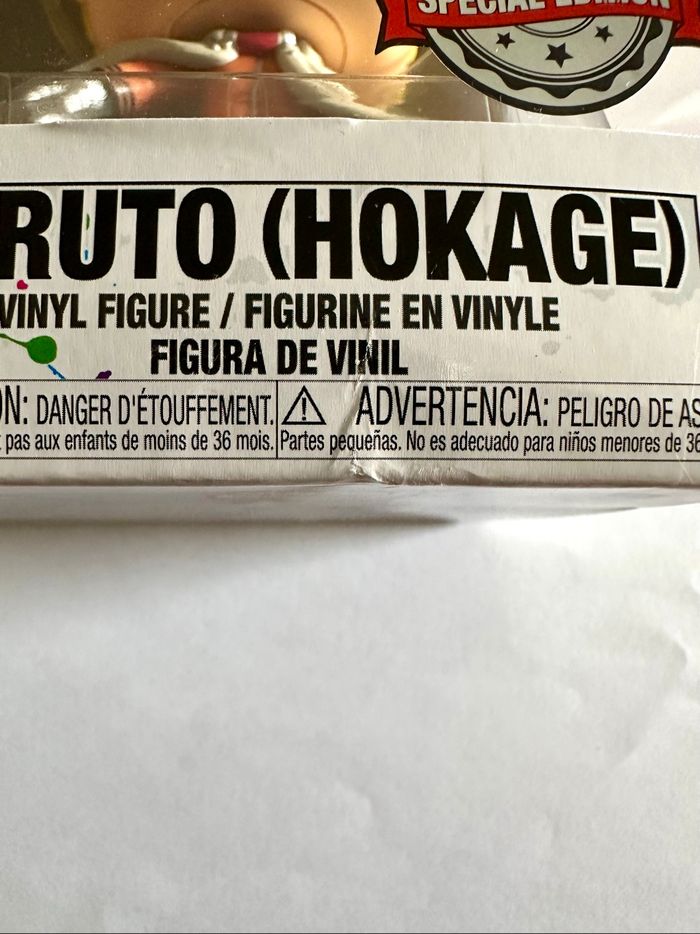 SPECIAL EDITION
RUTO (HOKAGE)
VINYL FIGURE / FIGURINE EN VINYLE
FIGURA DE VINIL
ON: DANGER D'ÉTOUFFEMENT.
pas aux enfants de moins de 36 mois.
ADVERTENCIA: PELIGRO DE AS
Partes pequeñas. No es adecuado para niños menores de 36